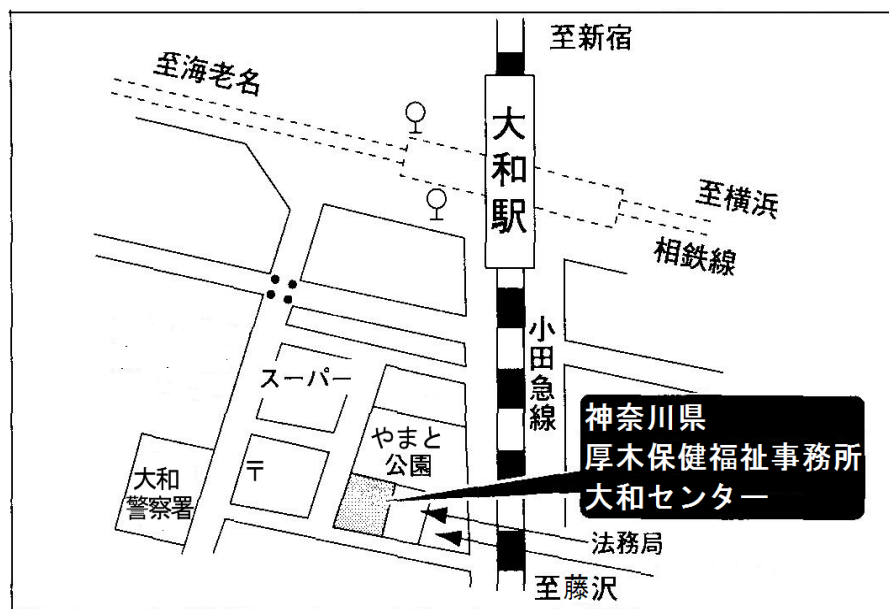 至新宿
至海老名
大和駅
至横浜
相鉄線
小田急線
スーパー
神奈川県
厚木保健福祉事務所
大和センター
やまと
公園
〒
大和
警察署
法務局
至藤沢